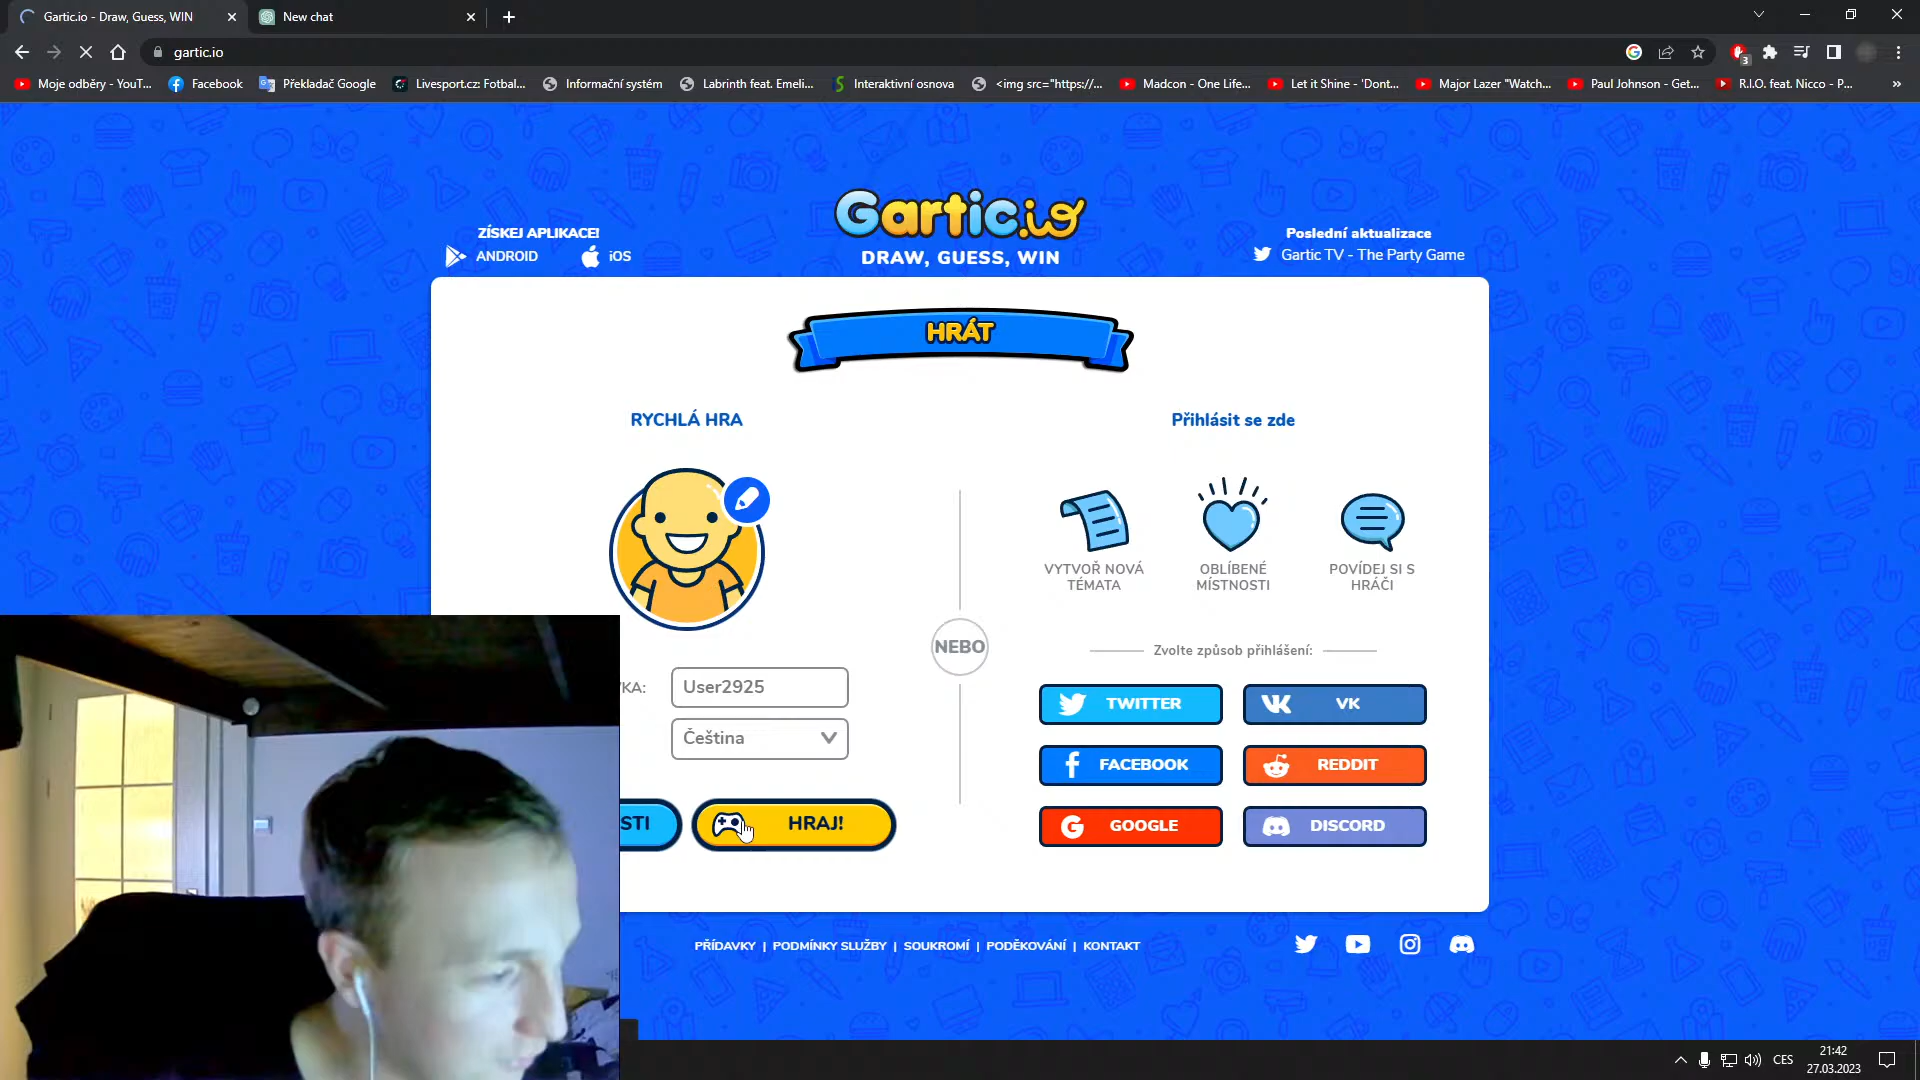 Gartic.io - Draw, Guess, WIN
New chat
gartic.io
3
Moje odběry - YouT...
Facebook
Překladač Google
Livesport.cz: Fotbal...
Informační systém
Labrinth feat. Emeli...
Interaktivní osnova
<img src="https://...
Madcon - One Life...
Let it Shine - 'Dont...
Major Lazer "Watch...
Paul Johnson - Get...
R.I.O. feat. Nicco - P...
»
Gartic.io
DRAW, GUESS, WIN
ZÍSKEJ APLIKACE!
ANDROID
iOS
Poslední aktualizace
Gartic TV - The Party Game
HRÁT
RYCHLÁ HRA
VKA:
User2925
Čeština
STI
HRAJ!
NEBO
Přihlásit se zde
VYTVOŘ NOVÁ
TÉMATA
OBLÍBENÉ
MÍSTNOSTI
POVÍDEJ SI S
HRÁČI
Zvolte způsob přihlášení:
TWITTER
VK
FACEBOOK
REDDIT
GOOGLE
DISCORD
PŘÍDAVKY | PODMÍNKY SLUŽBY | SOUKROMÍ | PODĚKOVÁNÍ | KONTAKT
CES
21:42
27.03.2023